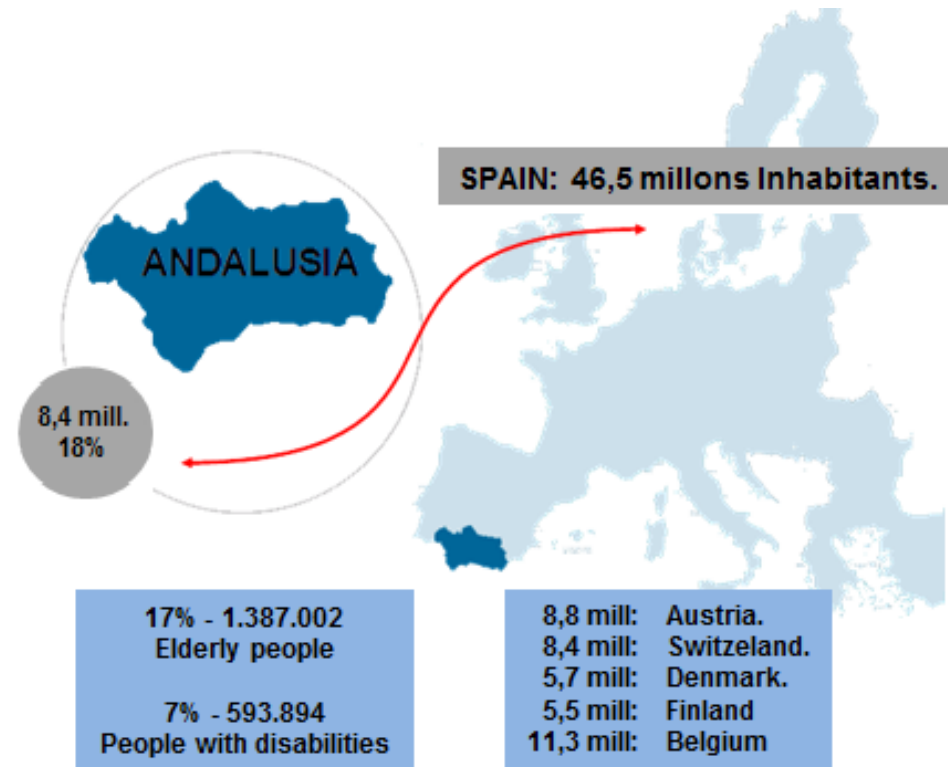 SPAIN: 46,5 millons Inhabitants.
ANDALUSIA
8,4 mill.
18%
17% - 1.387.002
Elderly people
7% - 593.894
People with disabilities
8,8 mill: Austria.
8,4 mill: Switzeland.
5,7 mill: Denmark.
5,5 mill: Finland
11,3 mill: Belgium